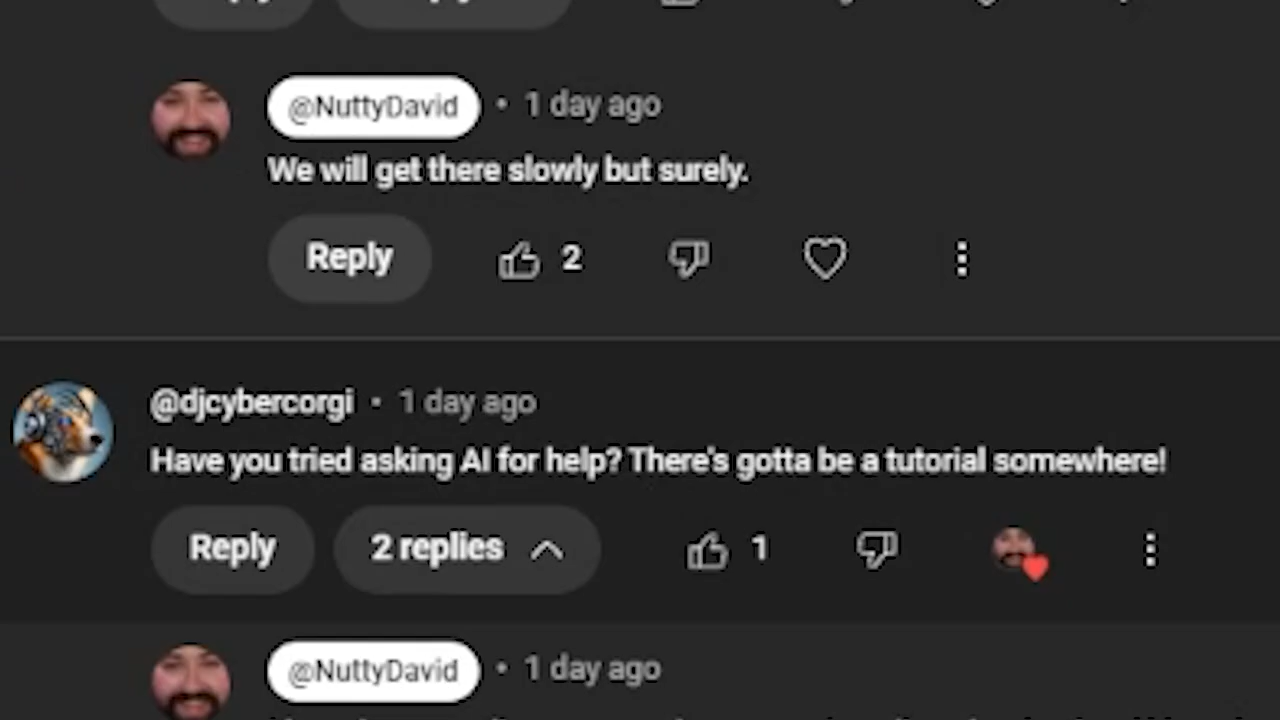 @NuttyDavid • 1 day ago
We will get there slowly but surely.
Reply 2
@djcybercorgi • 1 day ago
Have you tried asking AI for help? There's gotta be a tutorial somewhere!
Reply 2 replies 1
@NuttyDavid • 1 day ago